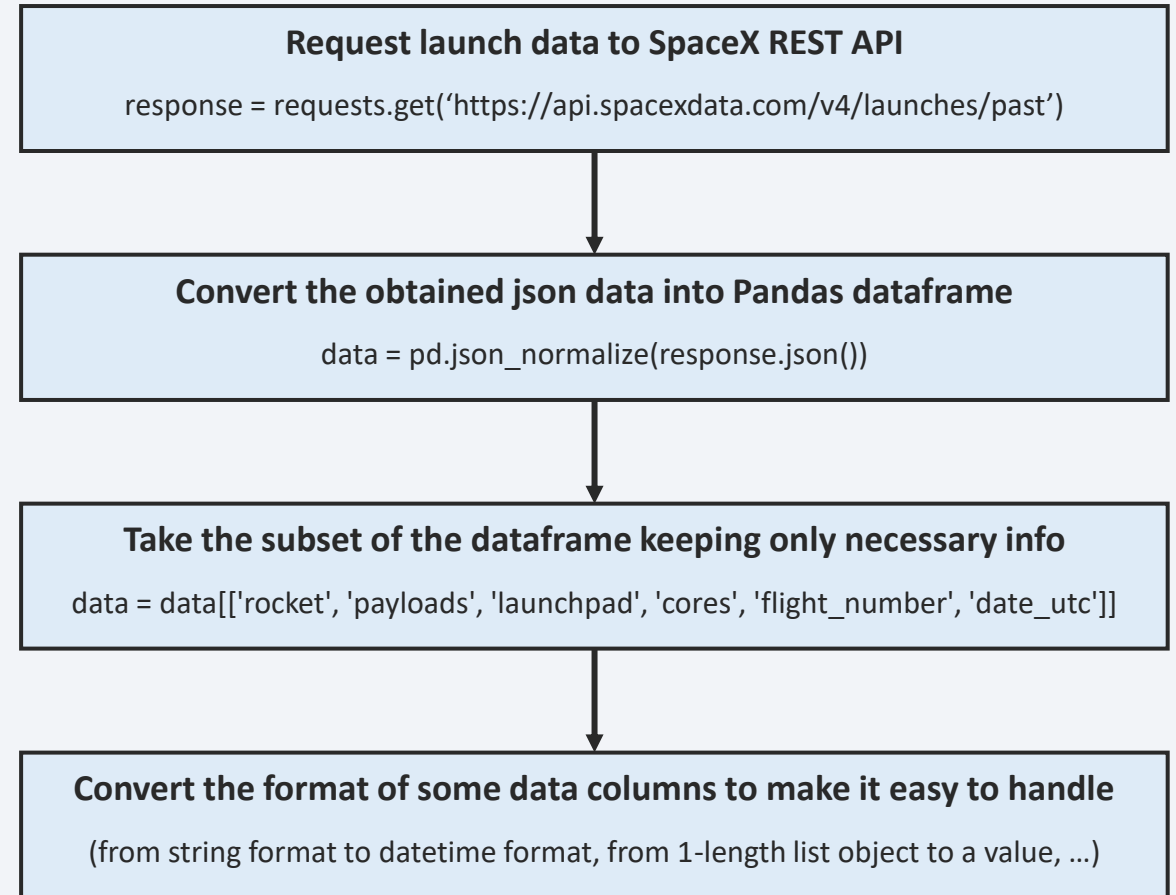 Request launch data to SpaceX REST API
response = requests.get(‘https://api.spacexdata.com/v4/launches/past’)
Convert the obtained json data into Pandas dataframe
data = pd.json_normalize(response.json())
Take the subset of the dataframe keeping only necessary info
data = data[['rocket', 'payloads', 'launchpad', 'cores', 'flight_number', 'date_utc']]
Convert the format of some data columns to make it easy to handle
(from string format to datetime format, from 1-length list object to a value, …)